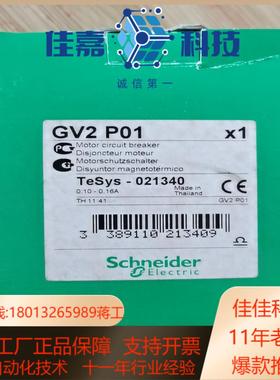 佳嘉 科技
诚 信 第 一
GV2 P01 x1
Motor circuit breaker
Disjoncteur moteur
Motorschutzschalter
Disyuntor magnetotermico
TeSys - 021340
0.10 - 0.16A
Made in
Thailand
CE
TH 11 41
GV2 P01
3 389110 213409
Schneider
Electric
线:18013265989蒋工
佳佳科
工厂正品保障 支持开票
11年老
自动化技术 十一年行业经验
爆款推